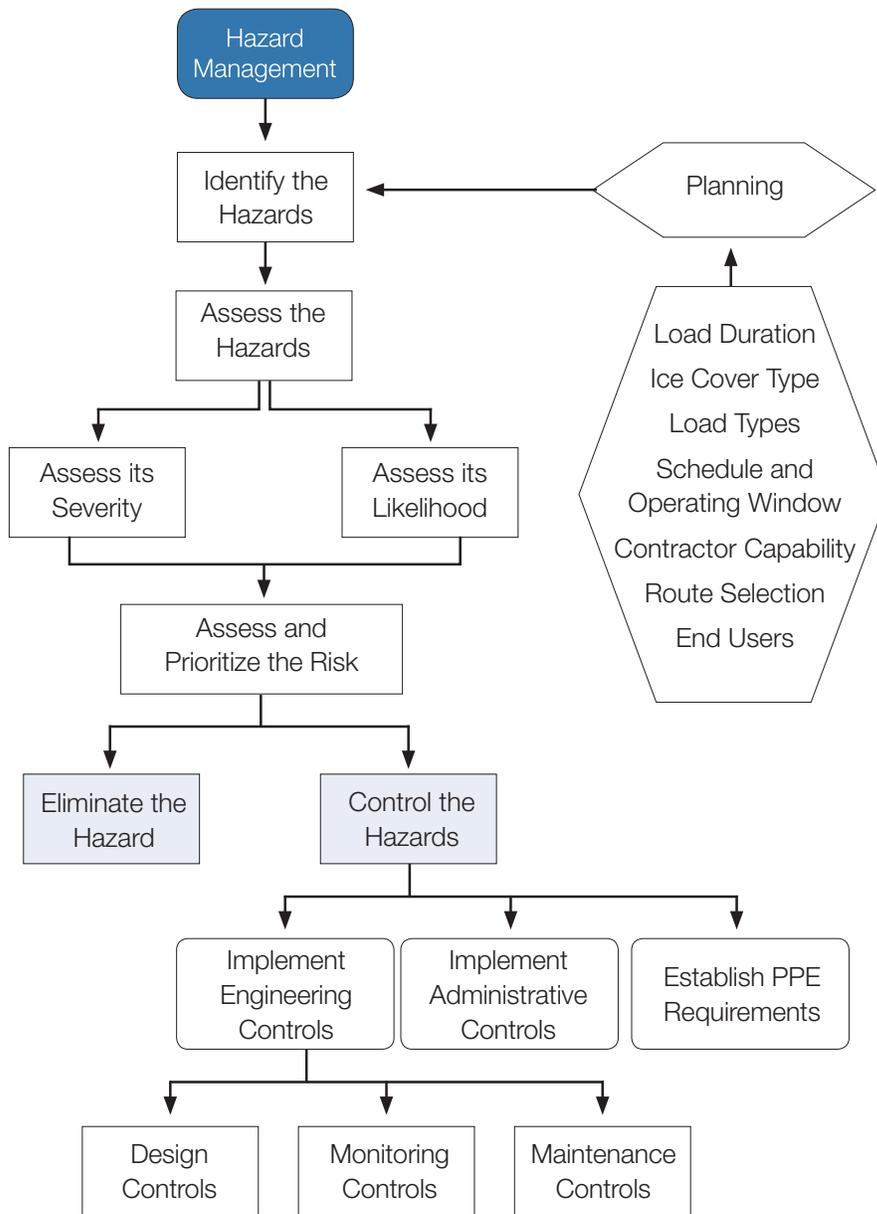 Hazard
Management
Identify the
Hazards
Planning
Assess the
Hazards
Load Duration
Ice Cover Type
Load Types
Schedule and
Operating Window
Contractor Capability
Route Selection
End Users
Assess its
Severity
Assess its
Likelihood
Assess and
Prioritize the Risk
Eliminate the
Hazard
Control the
Hazards
Implement
Engineering
Controls
Implement
Administrative
Controls
Establish PPE
Requirements
Design
Controls
Monitoring
Controls
Maintenance
Controls